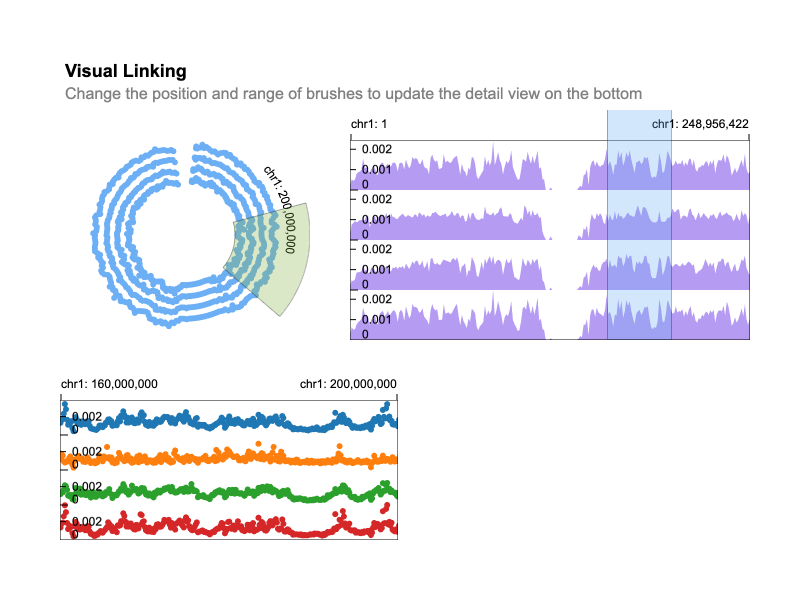 Visual Linking
Change the position and range of brushes to update the detail view on the bottom
chr1: 200,000,000
chr1: 1
chr1: 248,956,422
0.002
0.001
0
0.002
0.001
0
0.002
0.001
0
0.002
0.001
0
chr1: 160,000,000
chr1: 200,000,000
0.002
0
0.002
0
0.002
0
0.002
0